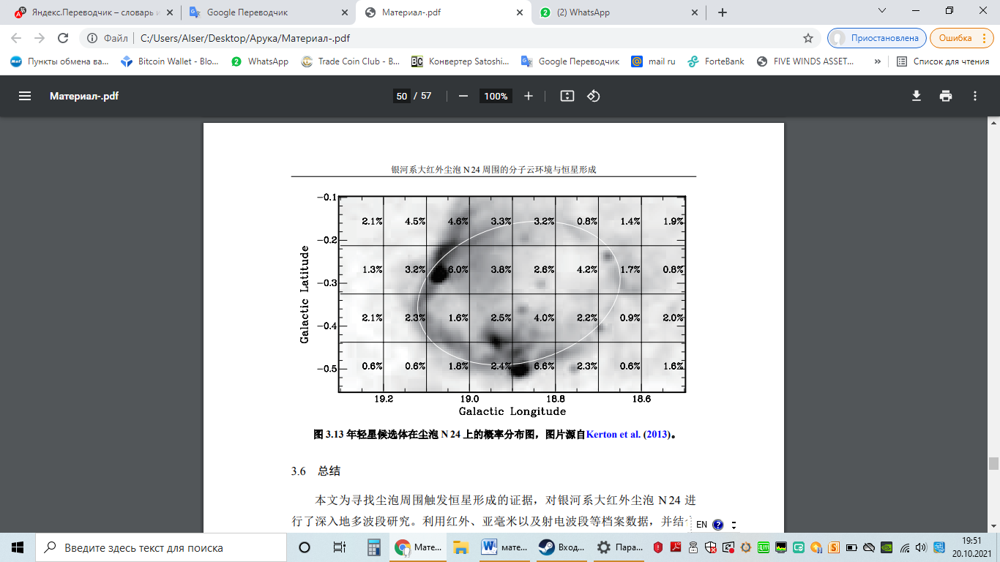 Яндекс.Переводчик – словарь и
Google Переводчик
Материал-.pdf
(2) WhatsApp
Файл
C:/Users/Alser/Desktop/Арука/Материал-.pdf
Приостановлена
Ошибка
Пункты обмена ва...
Bitcoin Wallet - Blo...
WhatsApp
Trade Coin Club - B...
Конвертер Satoshi...
Google Переводчик
mail ru
ForteBank
FIVE WINDS ASSET...
»
Список для чтения
Материал-.pdf
50 / 57
100%
银河系大红外尘泡 N 24 周围的分子云环境与恒星形成
−0.1
2.1% 4.5% 4.6% 3.3% 3.2% 0.8% 1.4% 1.9%
−0.2
1.3% 3.2% 6.0% 3.8% 2.6% 4.2% 1.7% 0.8%
−0.3
2.1% 2.3% 1.6% 2.5% 4.0% 2.2% 0.9% 2.0%
−0.4
0.6% 0.6% 1.8% 2.4% 6.6% 2.3% 0.6% 1.6%
−0.5
Galactic Latitude
19.2 19.0 18.8 18.6
Galactic Longitude
图 3.13 年轻星候选体在尘泡 N 24 上的概率分布图，图片源自Kerton et al. (2013)。
3.6 总结
本文为寻找尘泡周围触发恒星形成的证据，对银河系大红外尘泡 N 24 进
行了深入地多波段研究。利用红外、亚毫米以及射电波段等档案数据，并结
EN
Введите здесь текст для поиска
Мате...
мате...
Вход...
Пара...
19:51
20.10.2021